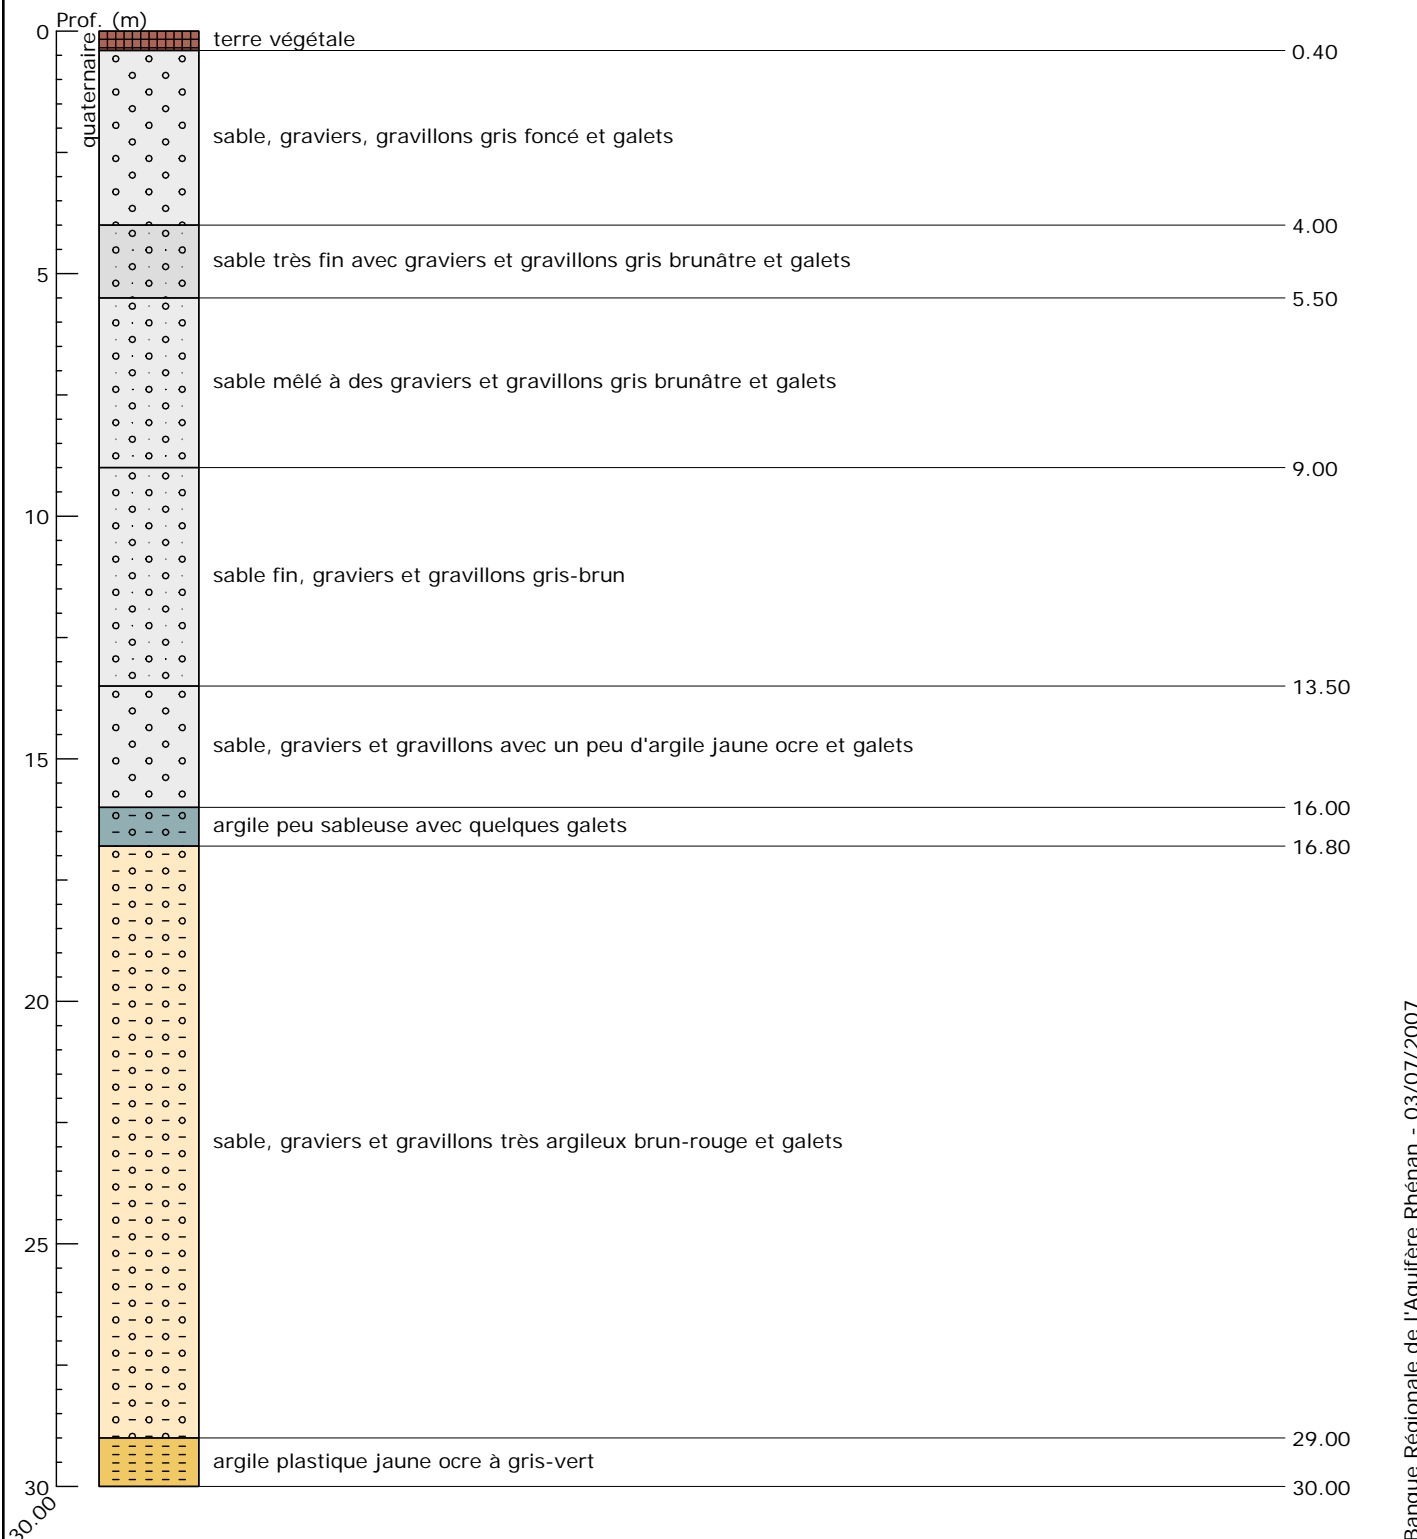 Prof. (m)
0
quaternaire
terre végétale
0.40
sable, graviers, gravillons gris foncé et galets
4.00
sable très fin avec graviers et gravillons gris brunâtre et galets
5
5.50
sable mêlé à des graviers et gravillons gris brunâtre et galets
9.00
10
sable fin, graviers et gravillons gris-brun
13.50
sable, graviers et gravillons avec un peu d'argile jaune ocre et galets
15
16.00
argile peu sableuse avec quelques galets
16.80
20
sable, graviers et gravillons très argileux brun-rouge et galets
25
29.00
argile plastique jaune ocre à gris-vert
30
30.00
30.00
Banque Régionale de l'Aquifère Rhénan - 03/07/2007